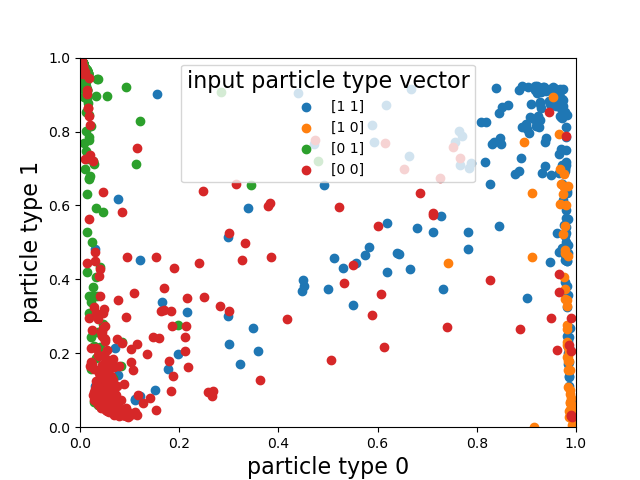 1.0
0.8
0.6
0.4
0.2
0.0
particle type 1
input particle type vector
[1 1]
[1 0]
[0 1]
[0 0]
0.0 0.2 0.4 0.6 0.8 1.0
particle type 0